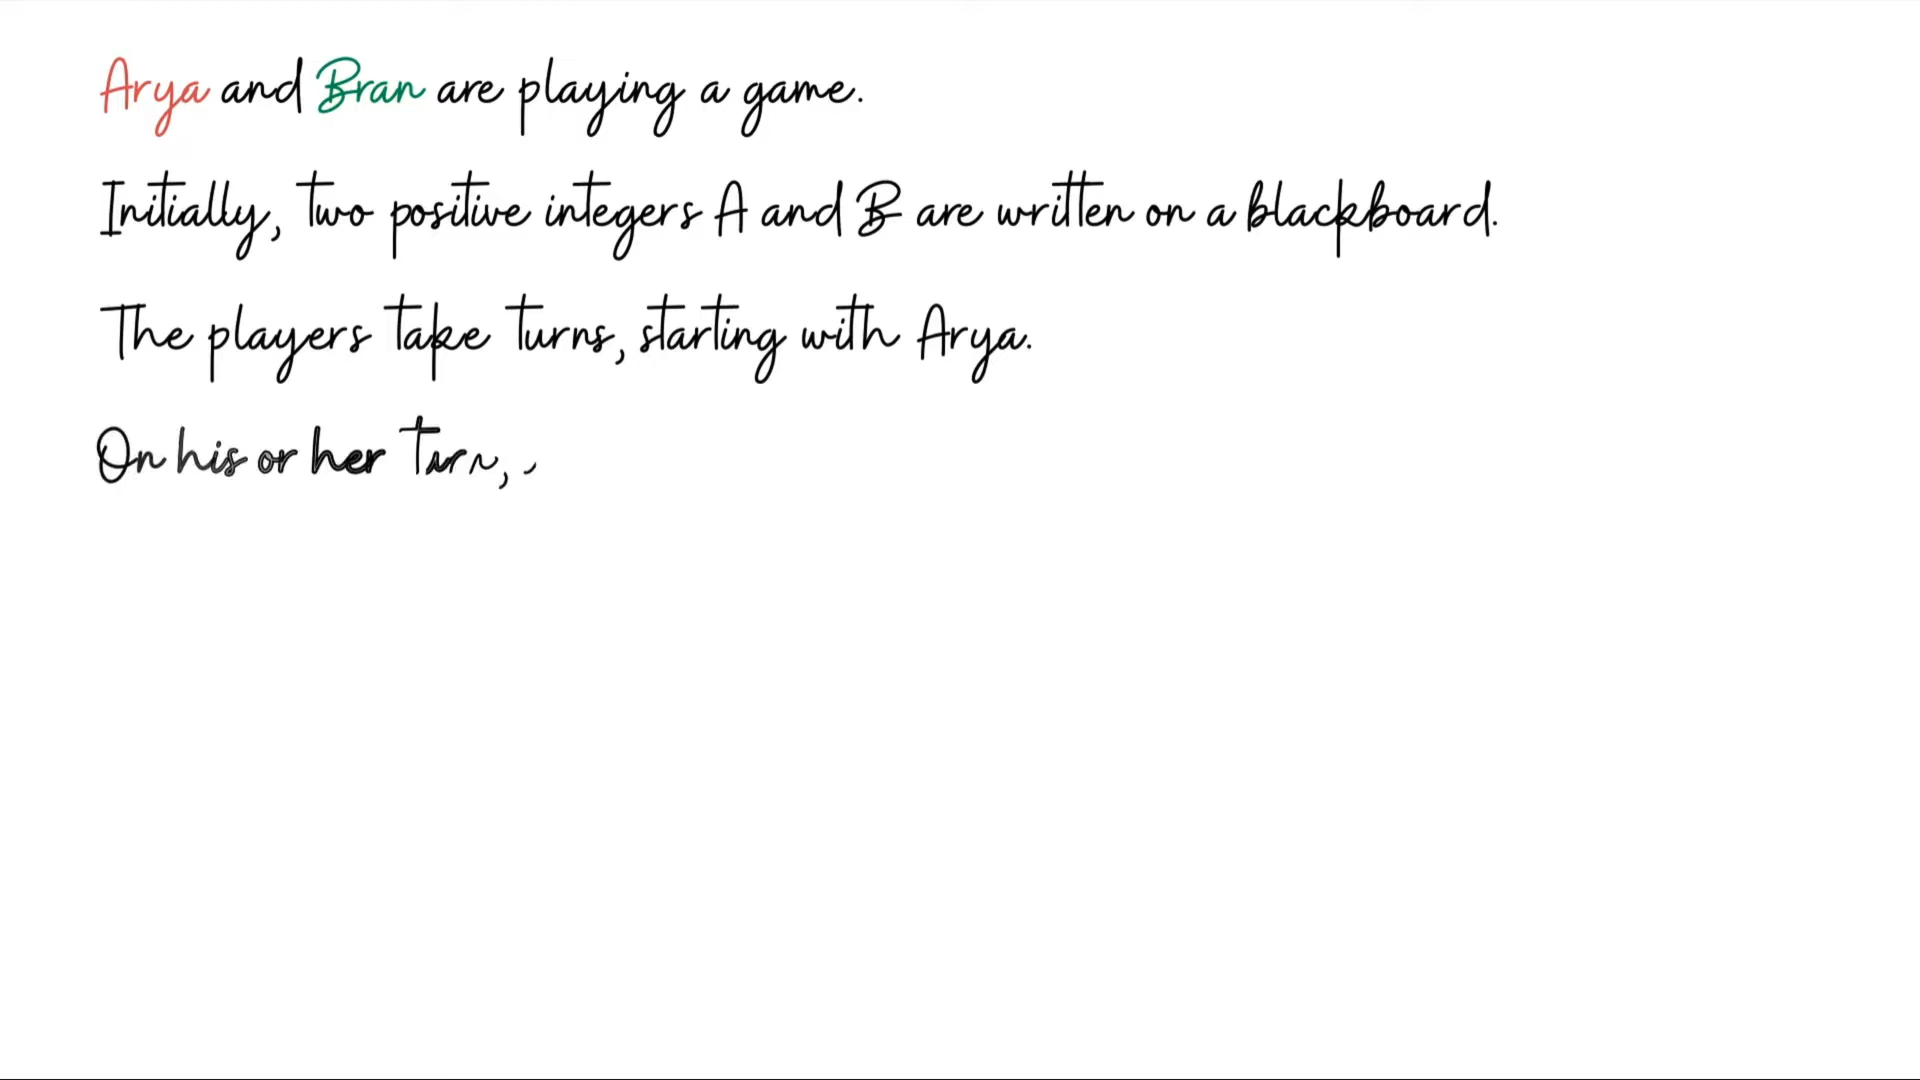 Arya and Bran are playing a game.
Initially, two positive integers A and B are written on a blackboard.
The players take turns, starting with Arya.
On his or her turn,